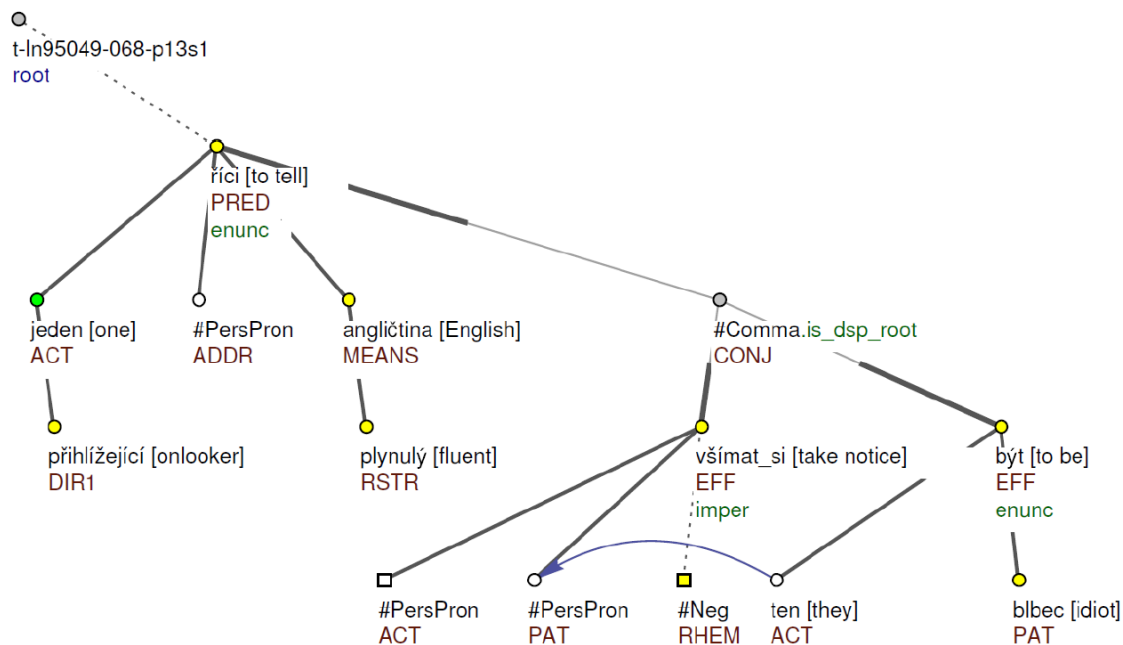 t-ln95049-068-p13s1
root
říci [to tell]
PRED
enunc
jeden [one]
ACT
#PersPron
ADDR
angličtina [English]
MEANS
#Comma.is_dsp_root
CONJ
přihlížející [onlooker]
DIR1
plynulý [fluent]
RSTR
všímat_si [take notice]
EFF
imper
být [to be]
EFF
enunc
#PersPron
ACT
#PersPron
PAT
#Neg
RHEM
ten [they]
ACT
blbec [idiot]
PAT